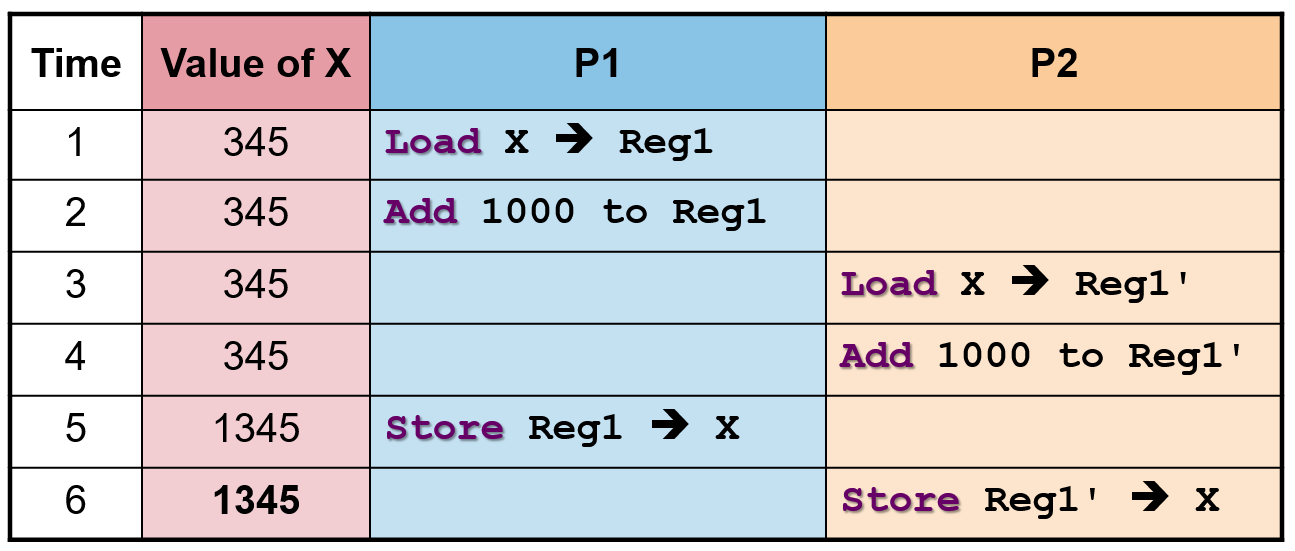 Time Value of X P1 P2
1 345 Load X ➔ Reg1
2 345 Add 1000 to Reg1
3 345 Load X ➔ Reg1'
4 345 Add 1000 to Reg1'
5 1345 Store Reg1 ➔ X
6 1345 Store Reg1' ➔ X